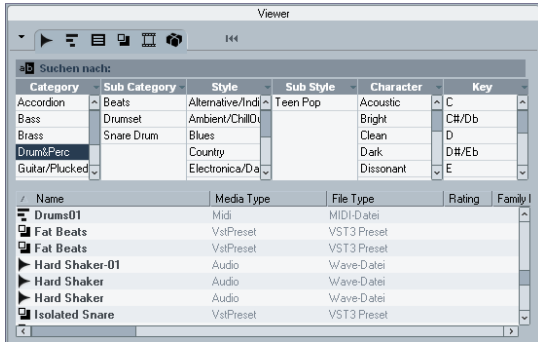 Viewer
ab Suchen nach:
Category Sub Category Style Sub Style Character Key
Accordion Beats Alternative/Indi Teen Pop Acoustic C
Bass Drumset Ambient/ChillOu Bright C#/Db
Brass Snare Drum Blues Clean D
Drum&Perc Country Dark D#/Eb
Guitar/Plucked Electronica/Da Dissonant E
Name Media Type File Type Rating Family
Drums01 Midi MIDI-Datei
Fat Beats VstPreset VST3 Preset
Fat Beats VstPreset VST3 Preset
Hard Shaker-01 Audio Wave-Datei
Hard Shaker Audio Wave-Datei
Hard Shaker Audio Wave-Datei
Isolated Snare VstPreset VST3 Preset